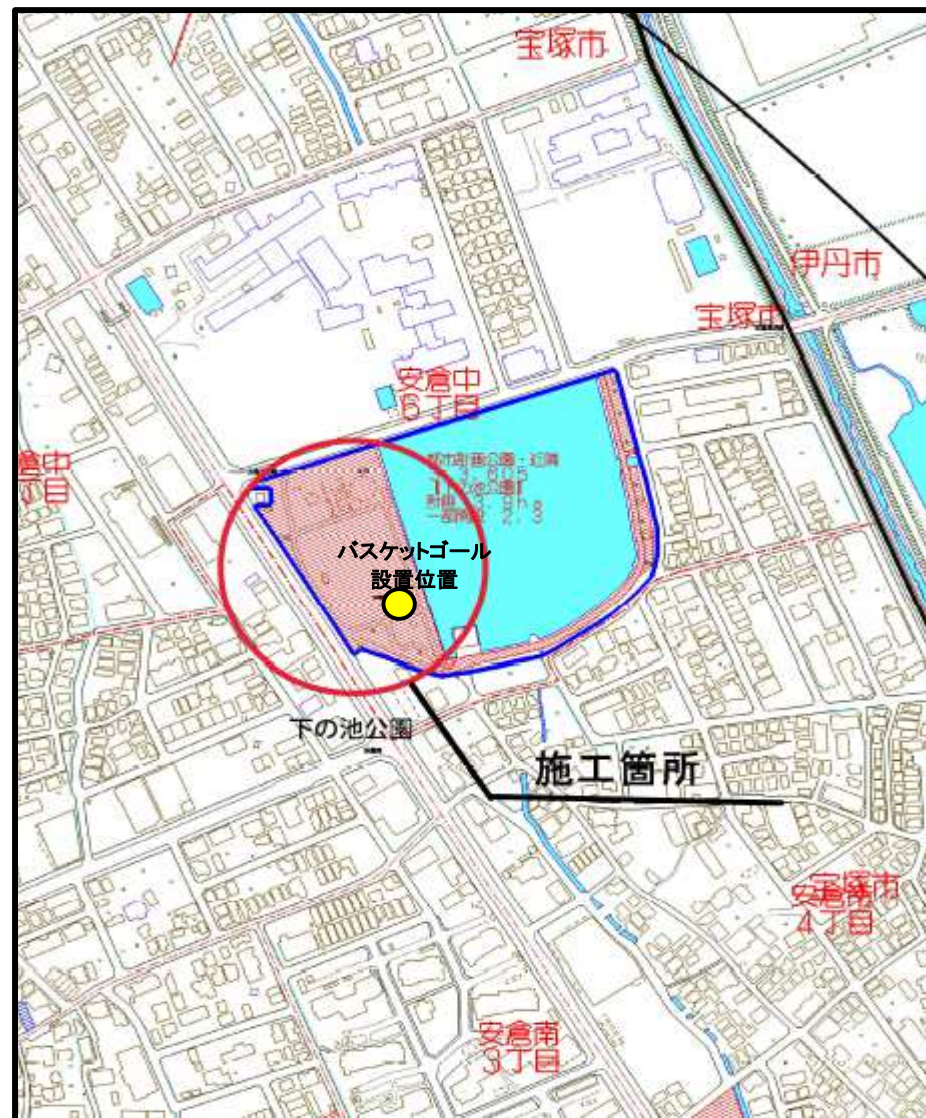 宝塚市
伊丹市
宝塚市
安倉中
6丁目
倉中
丁目
バスケットゴール
設置位置
下の池公園
施工箇所
宝塚市
安倉南
4丁目
安倉南
3丁目